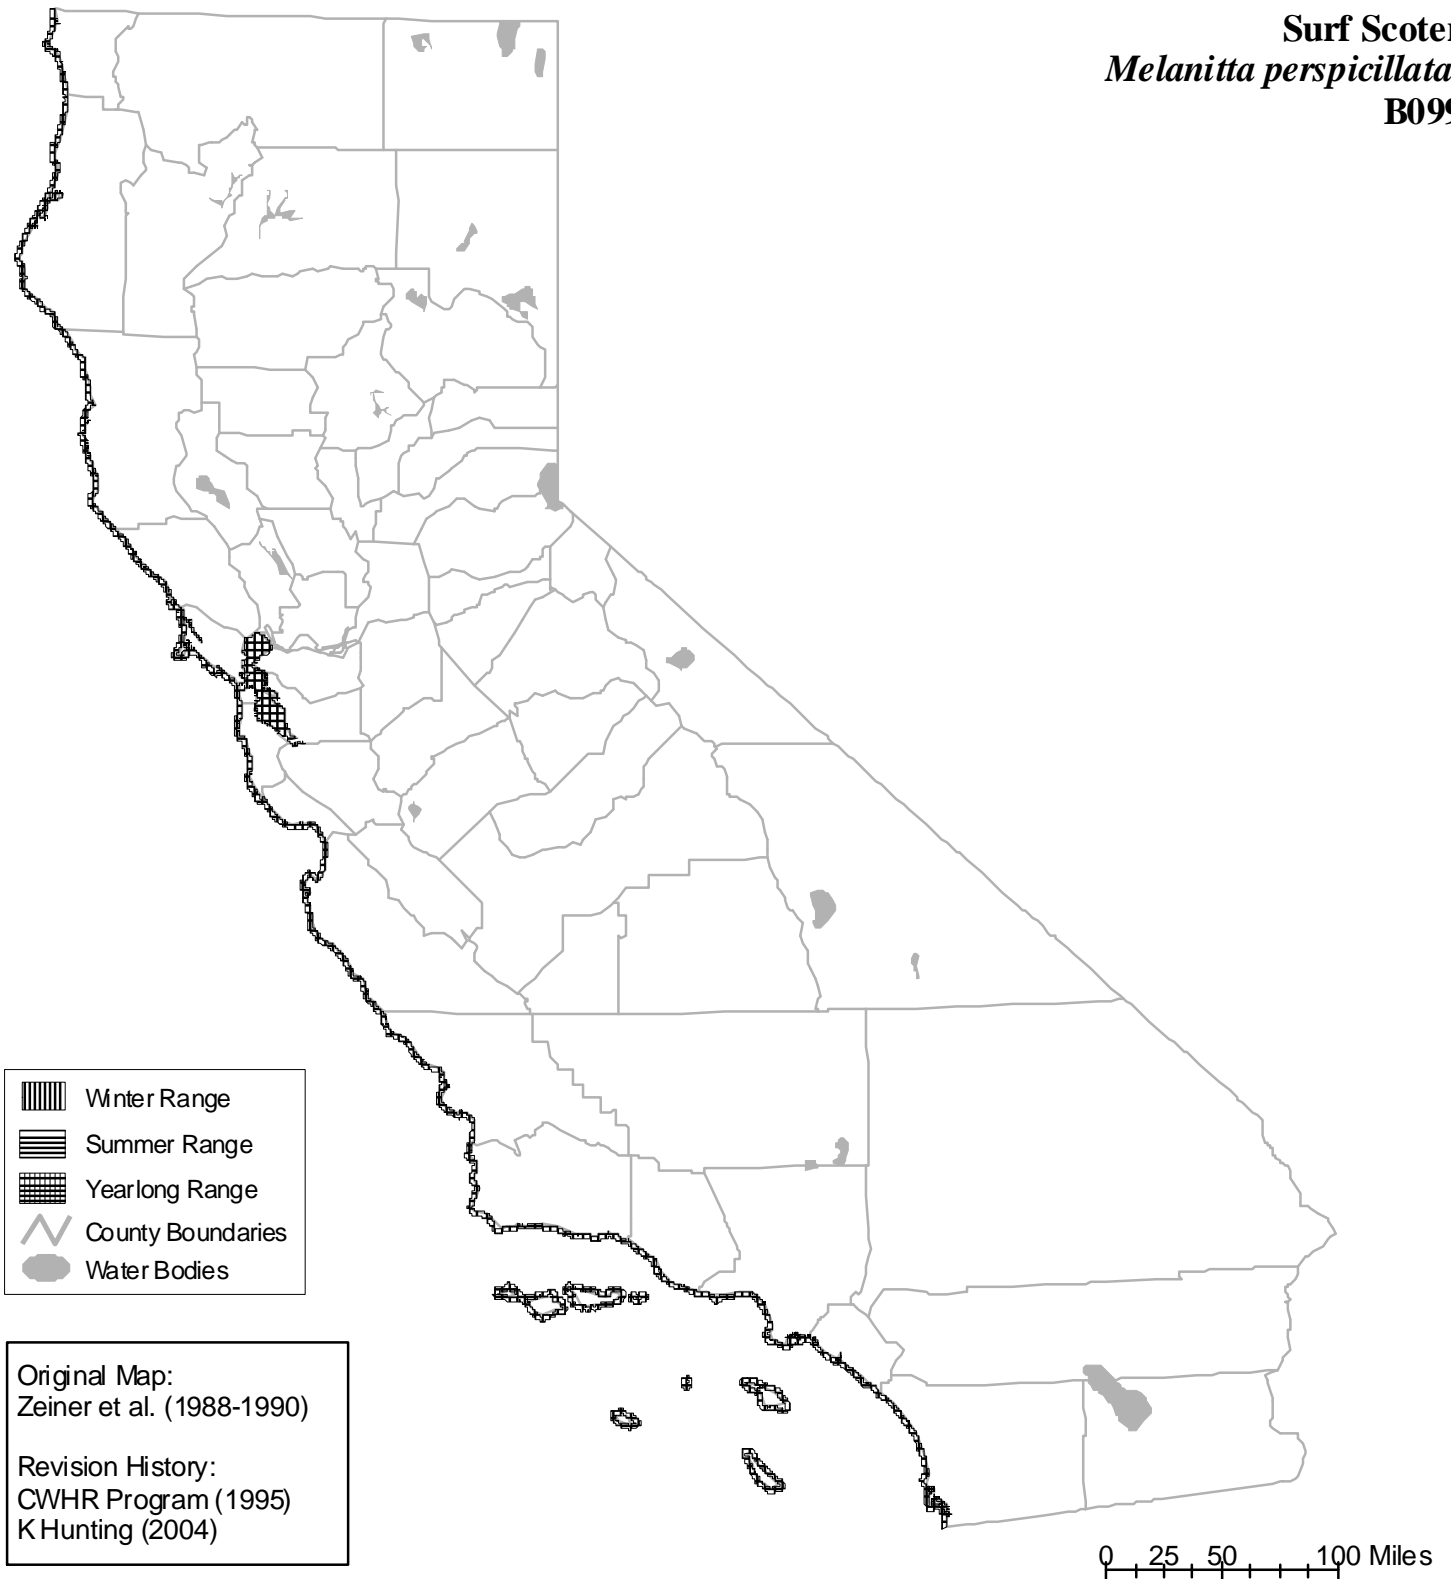 Surf Scoter
Melanitta perspicillata
B099
Winter Range
Summer Range
Yearlong Range
County Boundaries
Water Bodies
Original Map:
Zeiner et al. (1988-1990)
Revision History:
CWHR Program (1995)
K Hunting (2004)
0 25 50 100 Miles